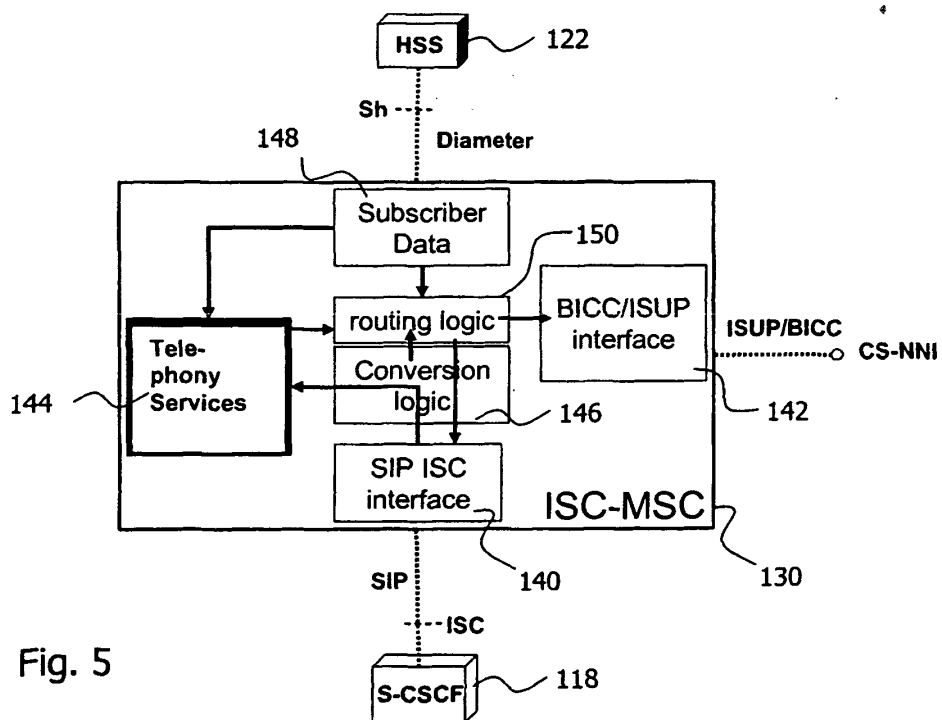 HSS
122
Sh
Diameter
148
Subscriber
Data
150
routing logic
BICC/ISUP
interface
ISUP/BICC
CS-NNI
Tele-
phony
Services
144
Conversion
logic
146
142
SIP ISC
interface
ISC-MSC
140
130
SIP
ISC
Fig. 5
S-CSCF
118